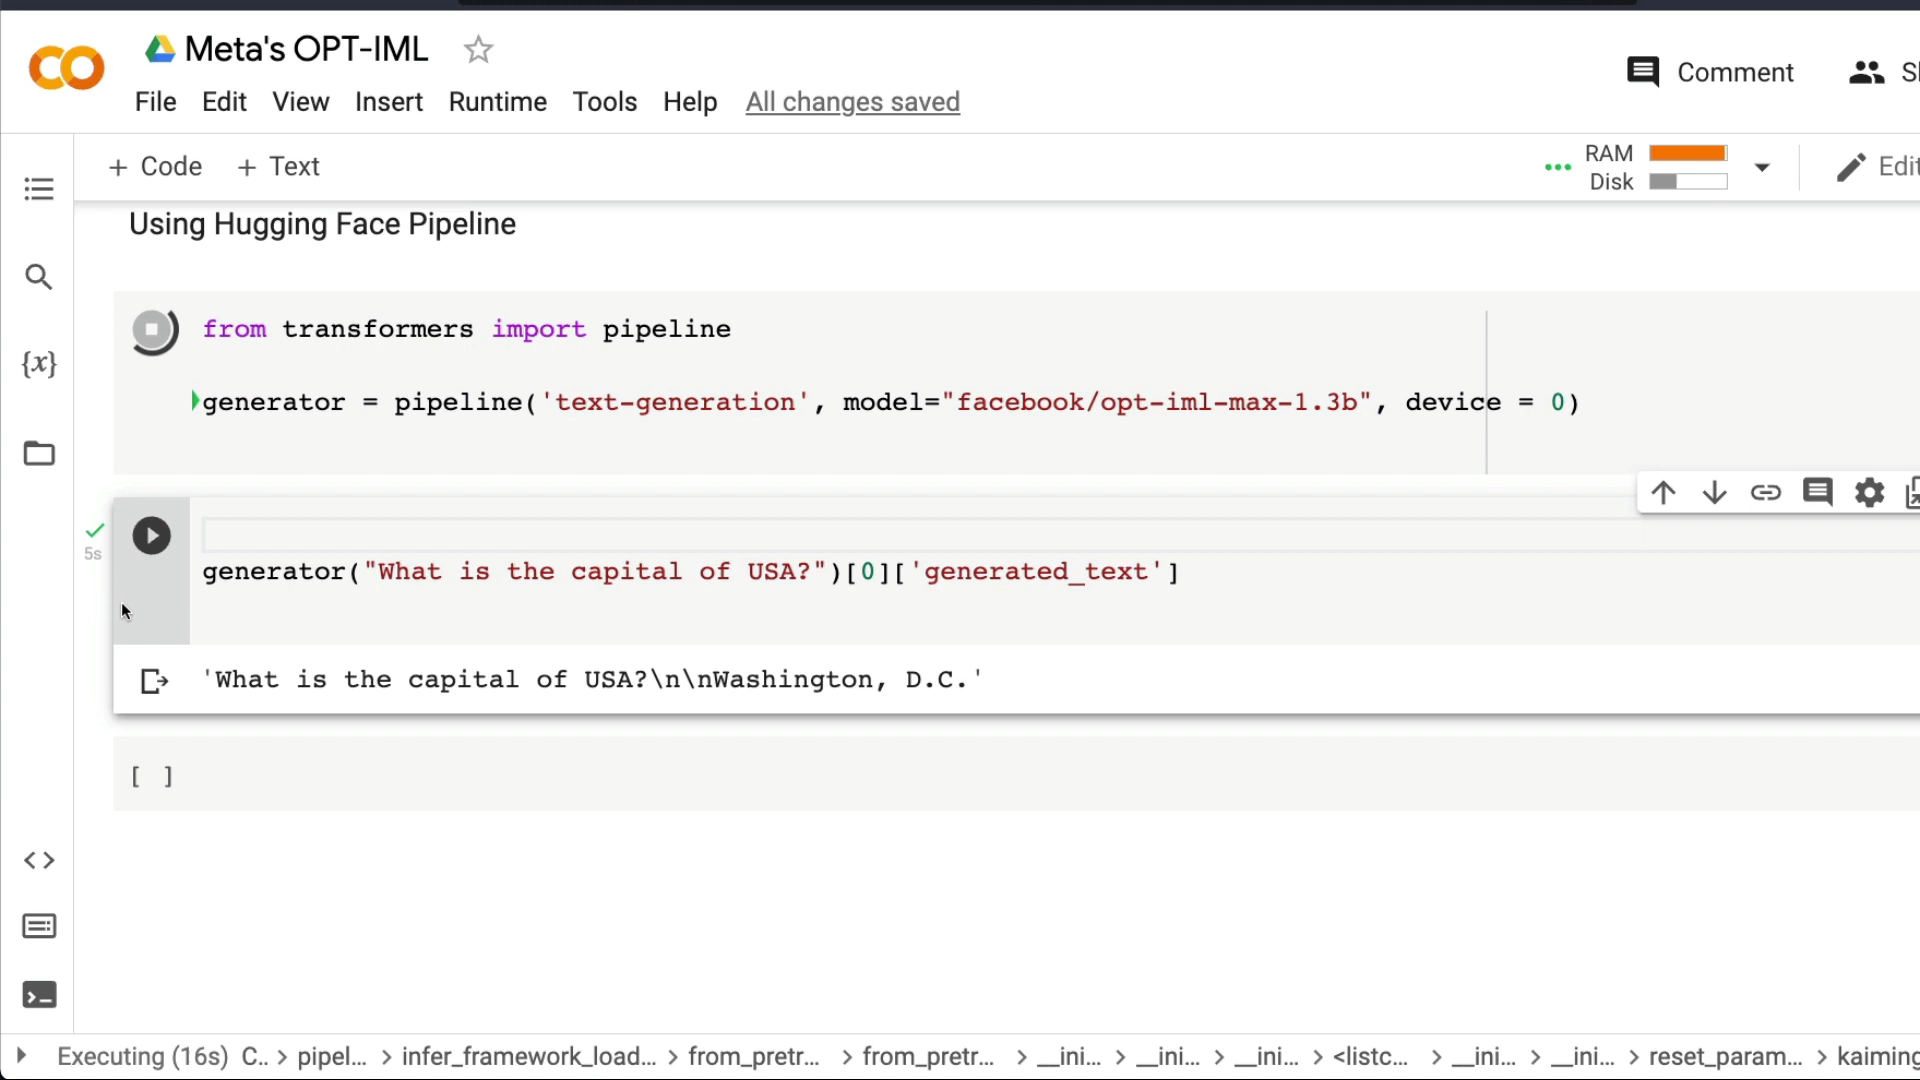 Meta's OPT-IML
File Edit View Insert Runtime Tools Help All changes saved
Comment
+ Code + Text
RAM
Disk
Using Hugging Face Pipeline
{x}
from transformers import pipeline
generator = pipeline('text-generation', model="facebook/opt-iml-max-1.3b", device = 0)
5s
generator("What is the capital of USA?")[0]['generated_text']
'What is the capital of USA?\n\nWashington, D.C.'
[ ]
Executing (16s) C.. > pipel... > infer_framework_load... > from_pretr... > from_pretr... > __ini... > __ini... > __ini... > <listc... > __ini... > __ini... > reset_param... > kaiming